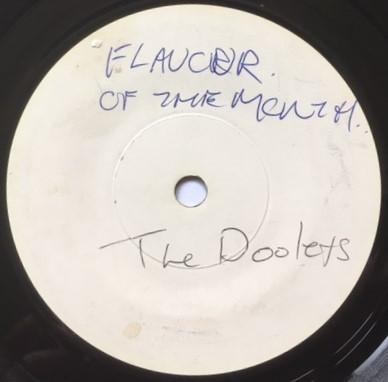 FLAVOUR.
OF THE MONTH..
The Dooleys